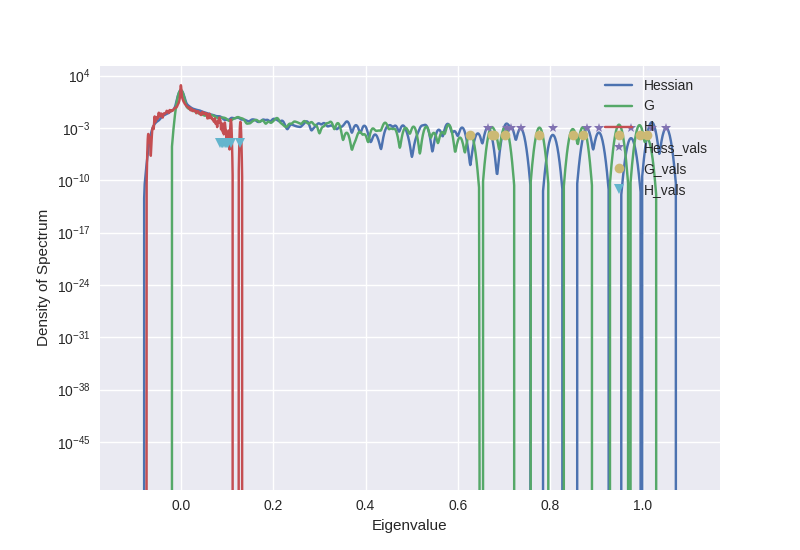 10^4
10^−3
10^−10
10^−17
10^−24
10^−31
10^−38
10^−45
Density of Spectrum
0.0 0.2 0.4 0.6 0.8 1.0
Eigenvalue
Hessian
G
H
Hess_vals
G_vals
H_vals